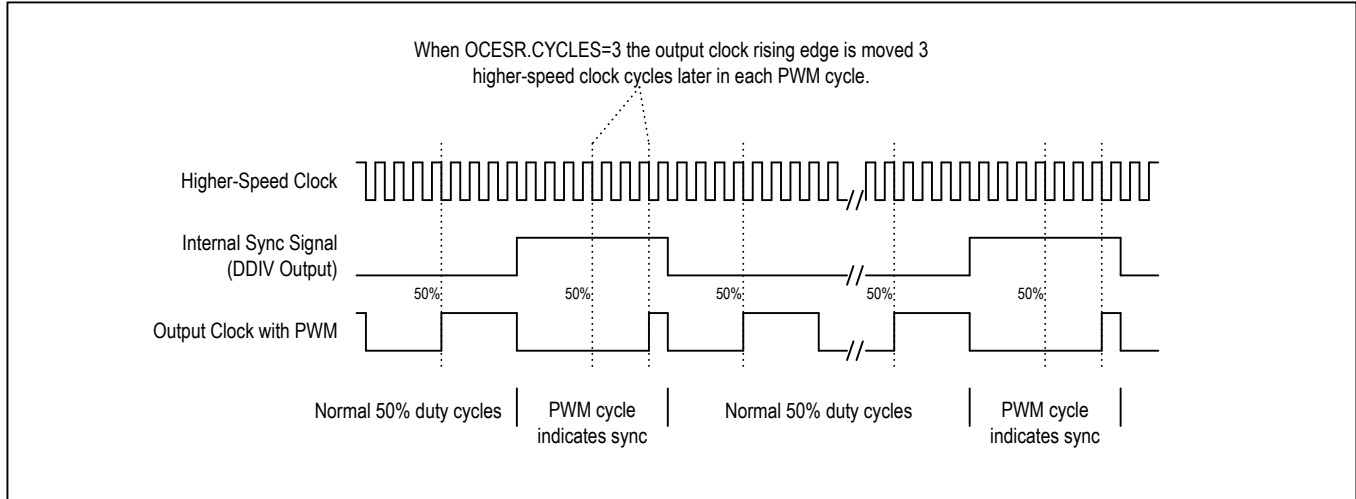 When OCESR.CYCLES=3 the output clock rising edge is moved 3
higher-speed clock cycles later in each PWM cycle.
Higher-Speed Clock
//
Internal Sync Signal
(DDIV Output)
//
50% 50% 50% 50% 50%
Output Clock with PWM
//
Normal 50% duty cycles
PWM cycle
indicates sync
Normal 50% duty cycles
PWM cycle
indicates sync